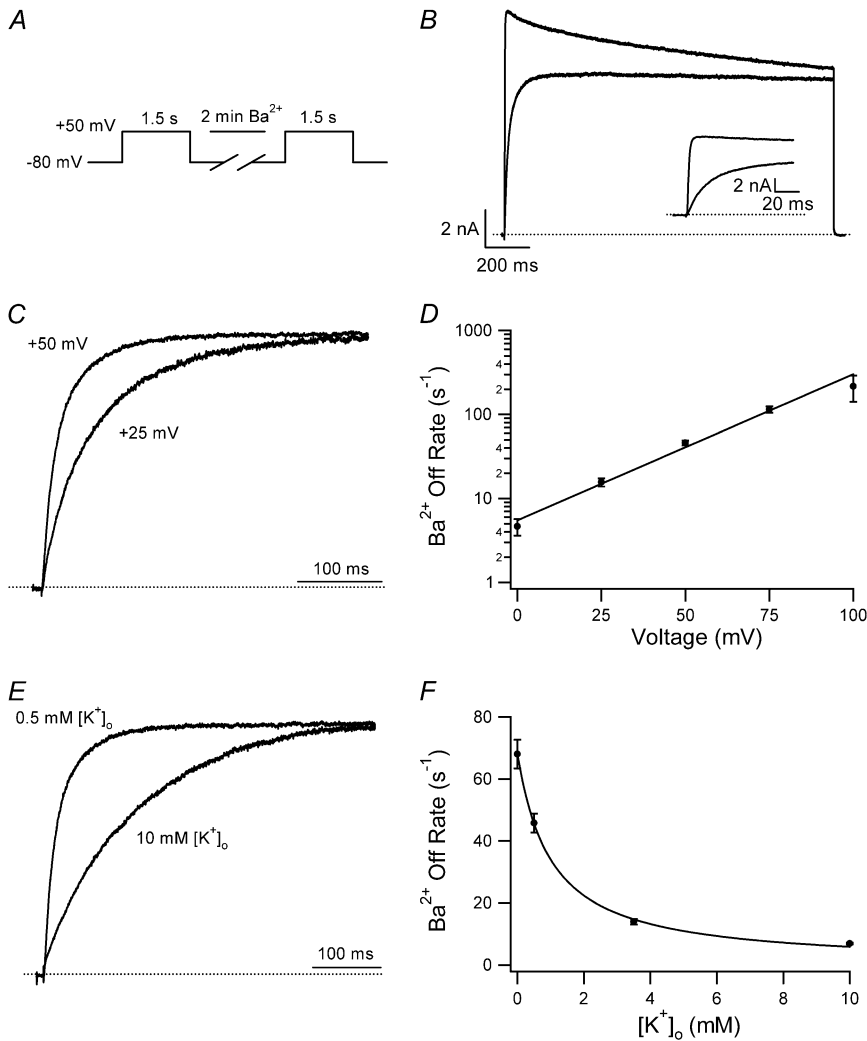 A
+50 mV
1.5 s
2 min Ba²⁺
1.5 s
-80 mV
B
2 nA
200 ms
2 nA
20 ms
C
+50 mV
+25 mV
100 ms
D
Ba²⁺ Off Rate (s⁻¹)
1000
4
2
100
4
2
10
4
2
1
0 25 50 75 100
Voltage (mV)
E
0.5 mM [K⁺]ₒ
10 mM [K⁺]ₒ
100 ms
F
Ba²⁺ Off Rate (s⁻¹)
80
60
40
20
0
0 2 4 6 8 10
[K⁺]ₒ (mM)